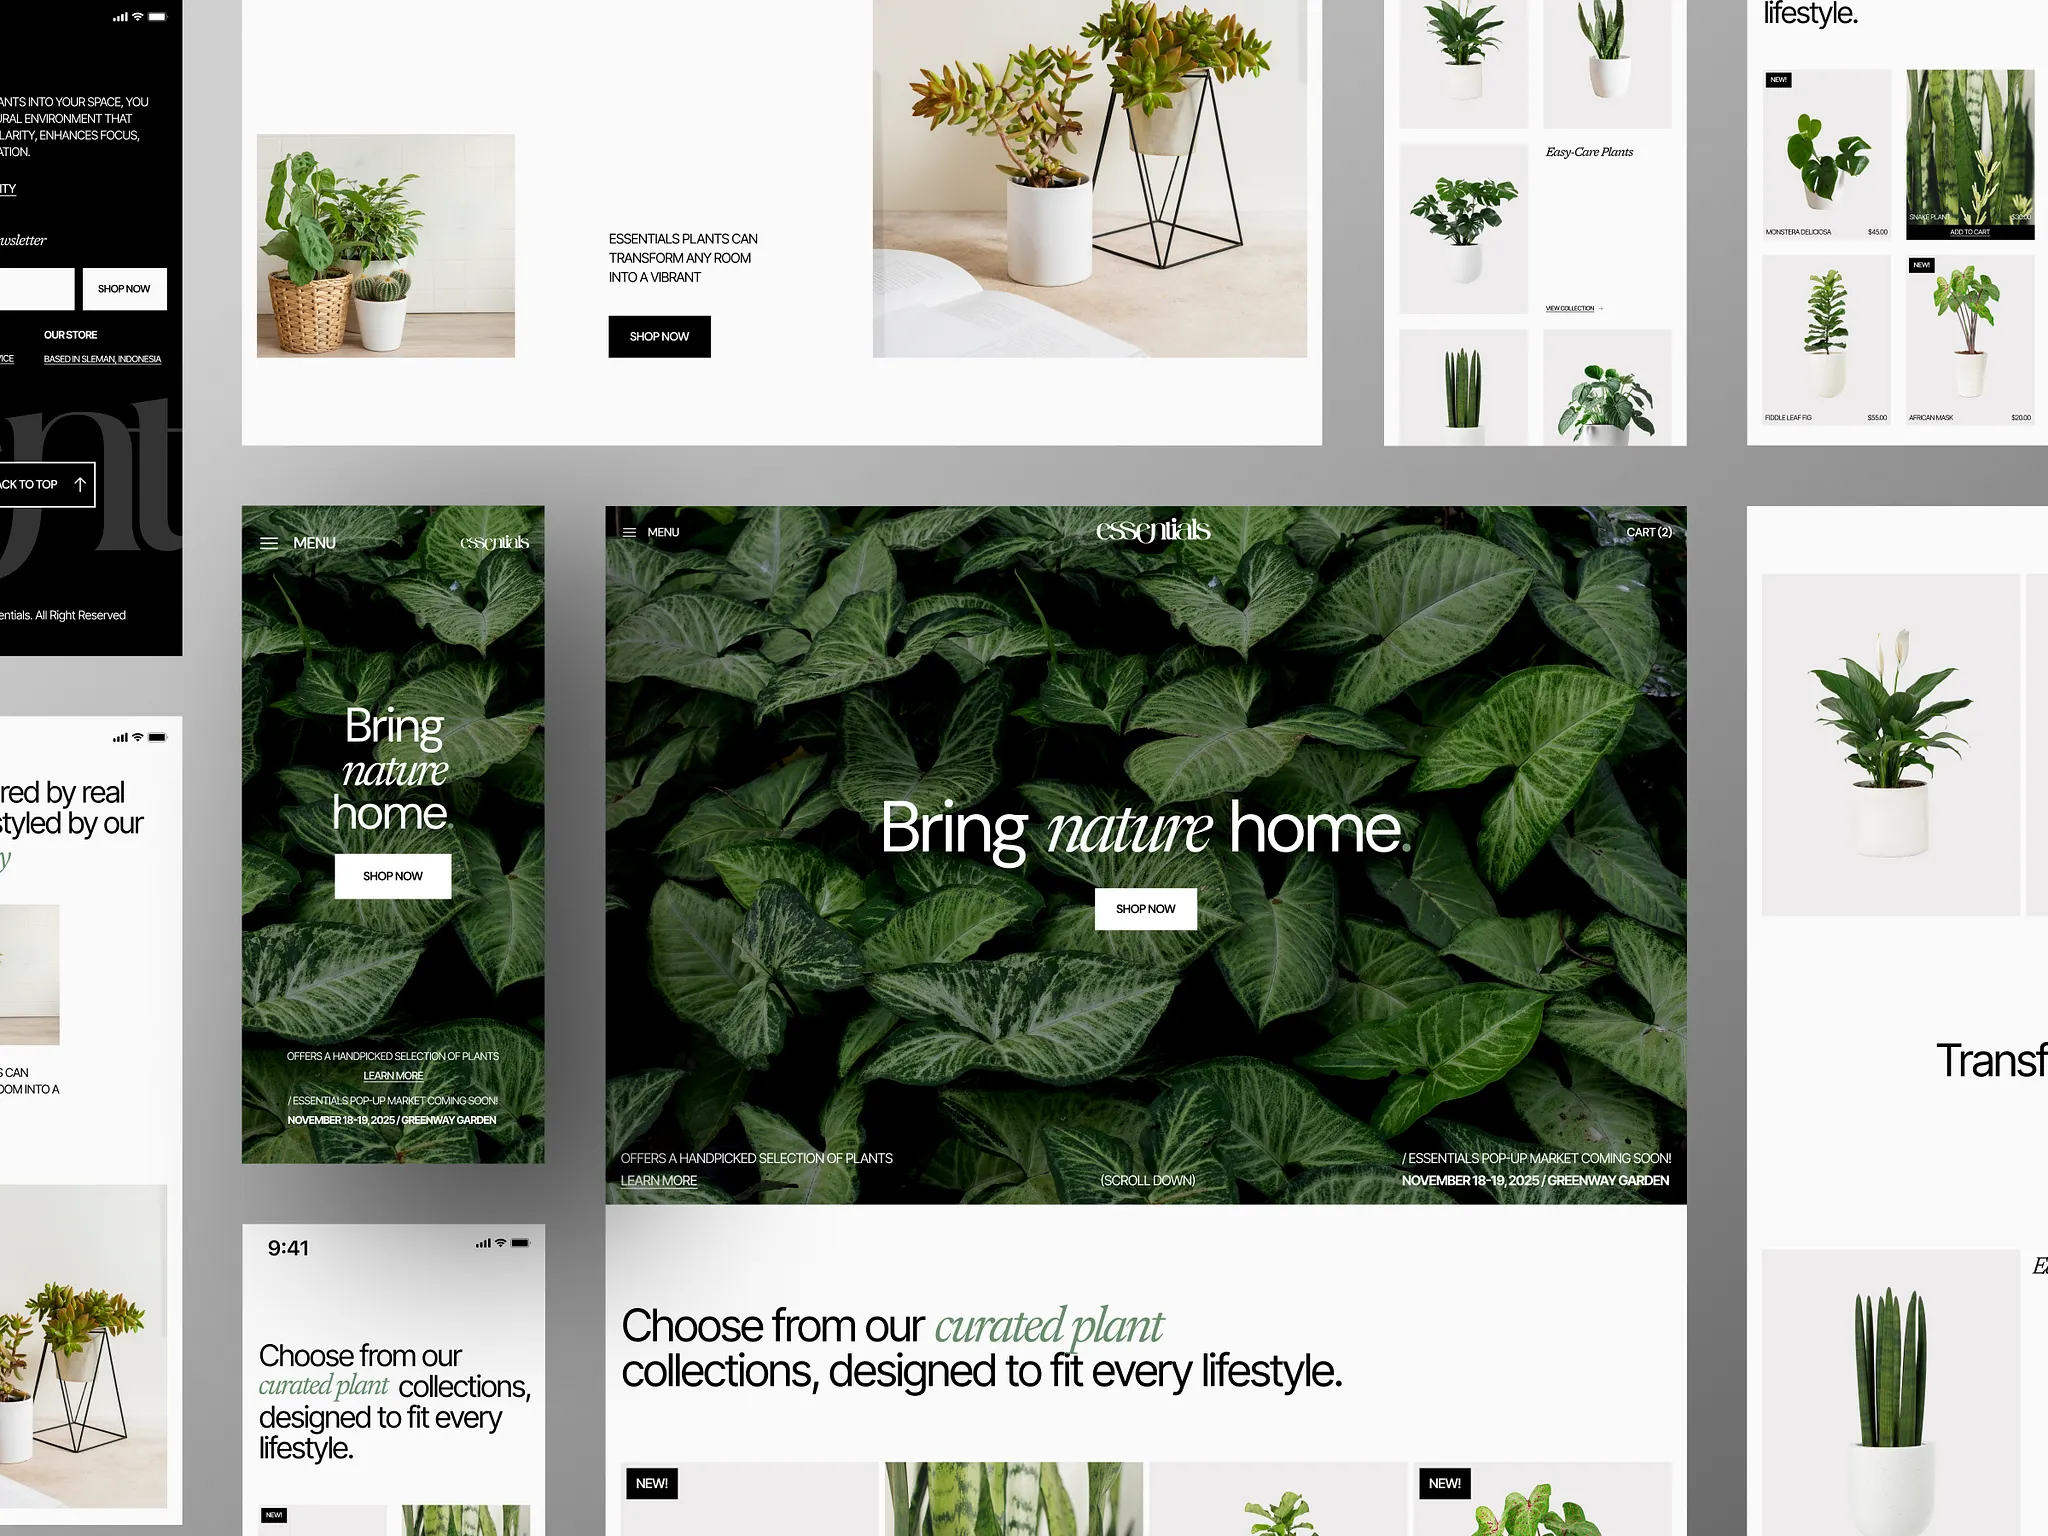 ANTS INTO YOUR SPACE, YOU
URAL ENVIRONMENT THAT
LARITY, ENHANCES FOCUS,
ATION.
ITY
wsletter
SHOP NOW
OUR STORE
VICE
BASED IN SLEMAN, INDONESIA
ent
ACK TO TOP
entials. All Right Reserved
ESSENTIALS PLANTS CAN
TRANSFORM ANY ROOM
INTO A VIBRANT
SHOP NOW
Easy-Care Plants
VIEW COLLECTION →
lifestyle.
NEW!
MONSTERA DELICIOSA $45.00
SNAKE PLANT
ADD TO CART
NEW!
FIDDLE LEAF FIG $55.00
AFRICAN MASK $20.00
red by real
styled by our
y
S CAN
OOM INTO A
MENU essentials
Bring
nature
home.
SHOP NOW
OFFERS A HANDPICKED SELECTION OF PLANTS
LEARN MORE
/ ESSENTIALS POP-UP MARKET COMING SOON!
NOVEMBER 18-19, 2025 / GREENWAY GARDEN
MENU essentials CART (2)
Bring nature home.
SHOP NOW
OFFERS A HANDPICKED SELECTION OF PLANTS
LEARN MORE
(SCROLL DOWN)
/ ESSENTIALS POP-UP MARKET COMING SOON!
NOVEMBER 18-19, 2025 / GREENWAY GARDEN
9:41
Choose from our
curated plant collections,
designed to fit every
lifestyle.
NEW!
Choose from our curated plant
collections, designed to fit every lifestyle.
NEW!
NEW!
Transf
Ea